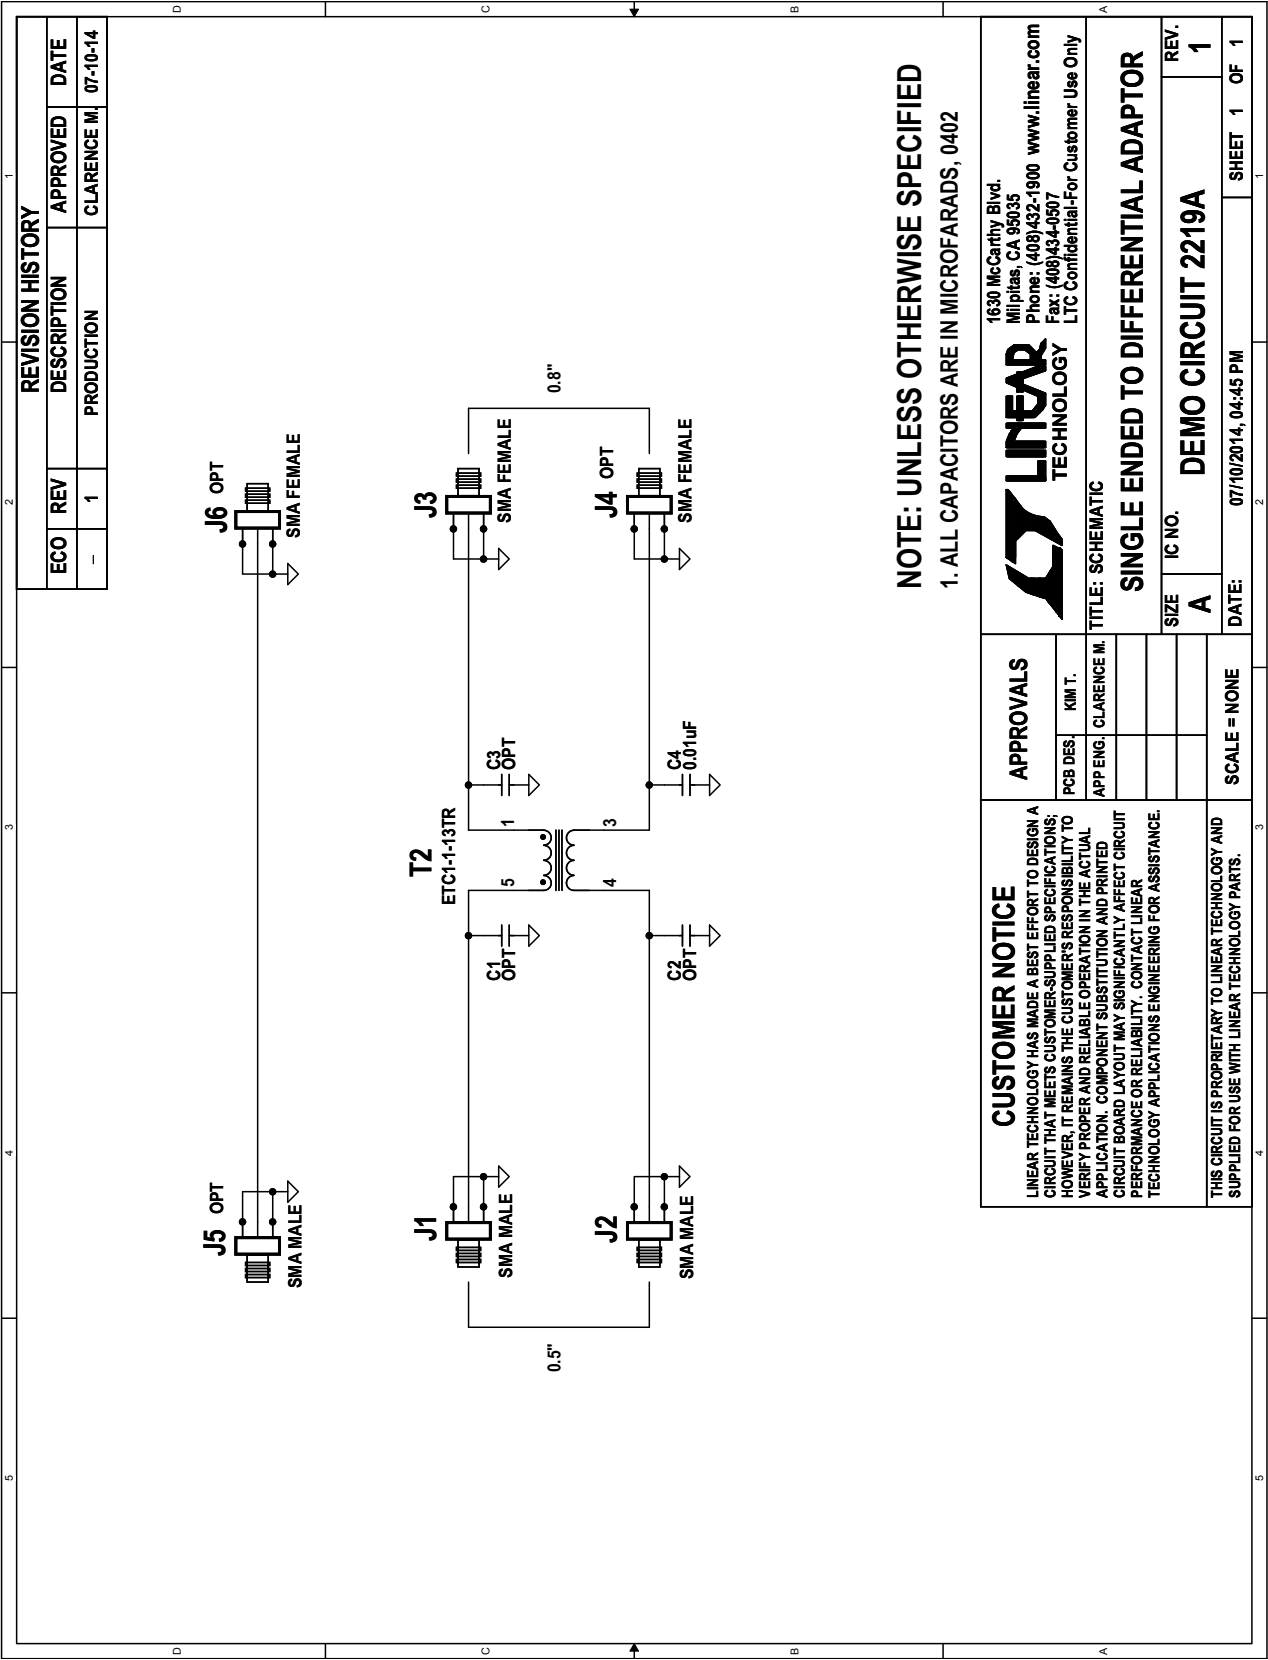 REVISION HISTORY
ECO REV DESCRIPTION APPROVED DATE
– 1 PRODUCTION CLARENCE M. 07-10-14
J5 OPT
SMA MALE
J6 OPT
SMA FEMALE
J1
SMA MALE
J2
SMA MALE
0.5"
C1
OPT
C2
OPT
T2
ETC1-1-13TR
5
1
4
3
C3
OPT
C4
0.01uF
J3
SMA FEMALE
J4 OPT
SMA FEMALE
0.8"
NOTE: UNLESS OTHERWISE SPECIFIED
1. ALL CAPACITORS ARE IN MICROFARADS, 0402
CUSTOMER NOTICE
LINEAR TECHNOLOGY HAS MADE A BEST EFFORT TO DESIGN A
CIRCUIT THAT MEETS CUSTOMER-SUPPLIED SPECIFICATIONS;
HOWEVER, IT REMAINS THE CUSTOMER'S RESPONSIBILITY TO
VERIFY PROPER AND RELIABLE OPERATION IN THE ACTUAL
APPLICATION. COMPONENT SUBSTITUTION AND PRINTED
CIRCUIT BOARD LAYOUT MAY SIGNIFICANTLY AFFECT CIRCUIT
PERFORMANCE OR RELIABILITY. CONTACT LINEAR
TECHNOLOGY APPLICATIONS ENGINEERING FOR ASSISTANCE.
THIS CIRCUIT IS PROPRIETARY TO LINEAR TECHNOLOGY AND
SUPPLIED FOR USE WITH LINEAR TECHNOLOGY PARTS.
APPROVALS
PCB DES. KIM T.
APP ENG. CLARENCE M.
SCALE = NONE
LINEAR
TECHNOLOGY
1630 McCarthy Blvd.
Milpitas, CA 95035
Phone: (408)432-1900 www.linear.com
Fax: (408)434-0507
LTC Confidential-For Customer Use Only
TITLE: SCHEMATIC
SINGLE ENDED TO DIFFERENTIAL ADAPTOR
SIZE
A
IC NO.
DEMO CIRCUIT 2219A
REV.
1
DATE: 07/10/2014, 04:45 PM
SHEET 1 OF 1
5
4
3
2
1
5
4
3
2
1
D
C
B
A
D
C
B
A